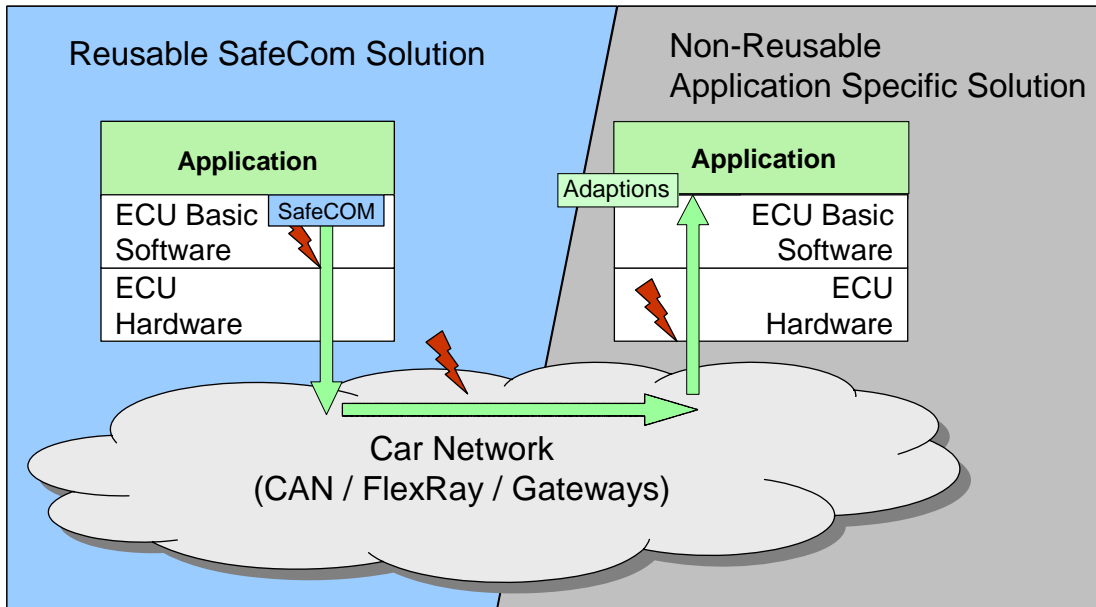 Reusable SafeCom Solution
Non-Reusable
Application Specific Solution
Application
SafeCOM
ECU Basic
Software
ECU
Hardware
Application
Adaptions
ECU Basic
Software
ECU
Hardware
Car Network
(CAN / FlexRay / Gateways)